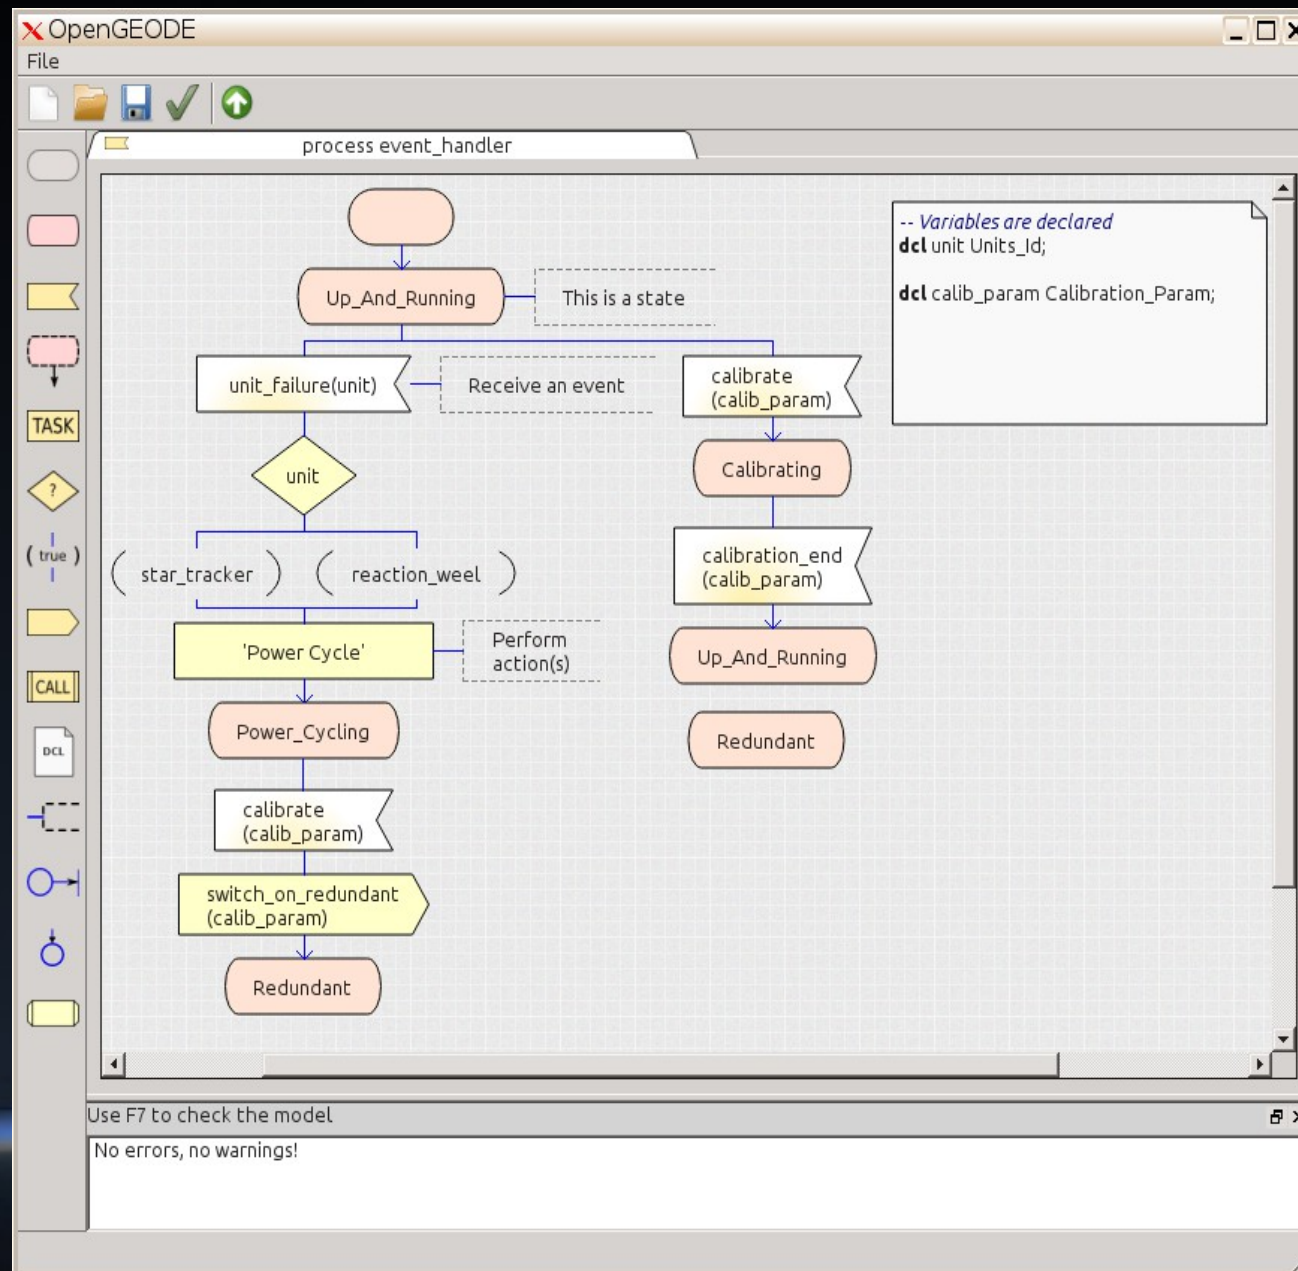 OpenGEODE
File
process event_handler
TASK
?
( true )
CALL
DCL
Up_And_Running
This is a state
unit_failure(unit)
Receive an event
unit
star_tracker
reaction_weel
'Power Cycle'
Perform
action(s)
Power_Cycling
calibrate
(calib_param)
switch_on_redundant
(calib_param)
Redundant
calibrate
(calib_param)
Calibrating
calibration_end
(calib_param)
Up_And_Running
Redundant
-- Variables are declared
dcl unit Units_Id;
dcl calib_param Calibration_Param;
Use F7 to check the model
No errors, no warnings!